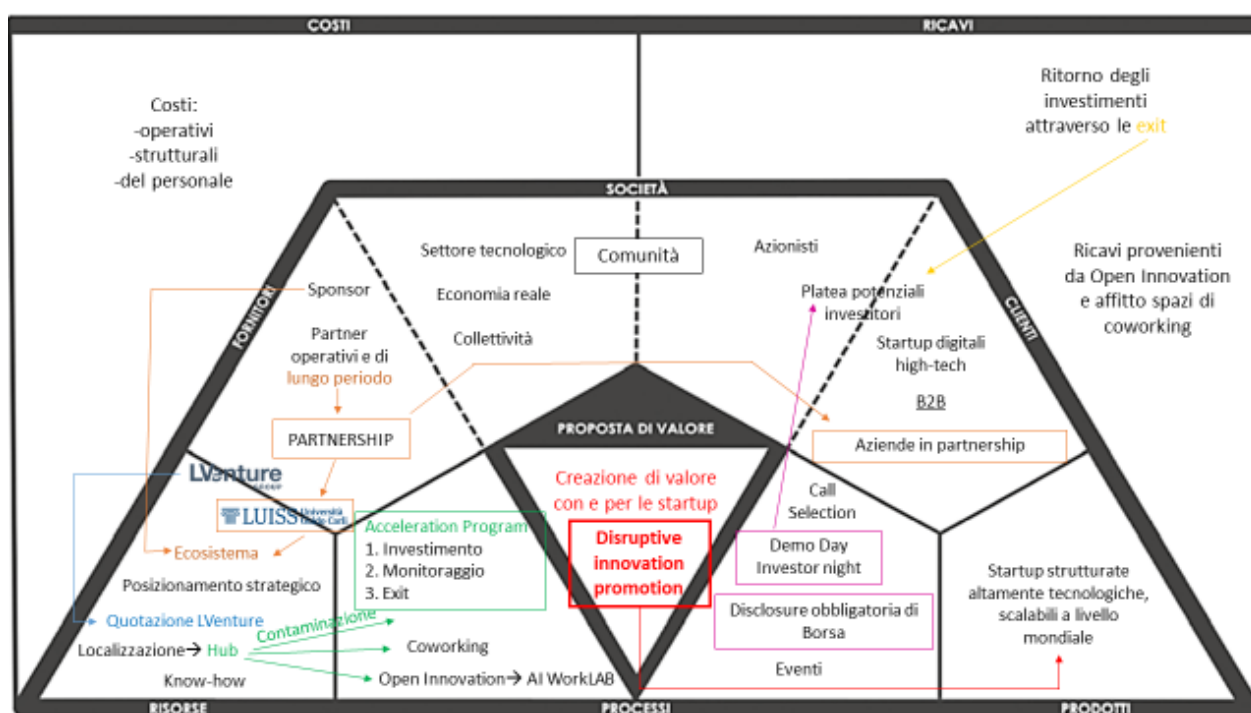 COSTI
RICAVI
Costi:
-operativi
-strutturali
-del personale
Ritorno degli
investimenti
attraverso le exit
SOCIETÀ
Settore tecnologico
Comunità
Azionisti
Ricavi provenienti
da Open Innovation
e affitto spazi di
coworking
FORNITORI
Sponsor
Economia reale
Platea potenziali
investitori
CLIENTI
Partner
operativi e di
lungo periodo
Collettività
Startup digitali
high-tech
B2B
PARTNERSHIP
PROPOSTA DI VALORE
Aziende in partnership
LVenture
GROUP
LUISS Università
Guido Carli
Creazione di valore
con e per le startup
Disruptive
innovation
promotion
Call
Selection
Acceleration Program
1. Investimento
2. Monitoraggio
3. Exit
Demo Day
Investor night
Ecosistema
Posizionamento strategico
Startup strutturate
altamente tecnologiche,
scalabili a livello
mondiale
Disclosure obbligatoria di
Borsa
Quotazione LVenture
Contaminazione
Localizzazione→ Hub
Coworking
Eventi
Know-how
Open Innovation→ AI WorkLAB
RISORSE
PROCESSI
PRODOTTI